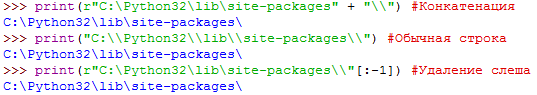 >>> print(r"C:\Python32\lib\site-packages" + "\\") #Конкатенация
C:\Python32\lib\site-packages\
>>> print("C:\\Python32\\lib\\site-packages\\") #Обычная строка
C:\Python32\lib\site-packages\
>>> print(r"C:\Python32\lib\site-packages\\"[:-1]) #Удаление слеша
C:\Python32\lib\site-packages\